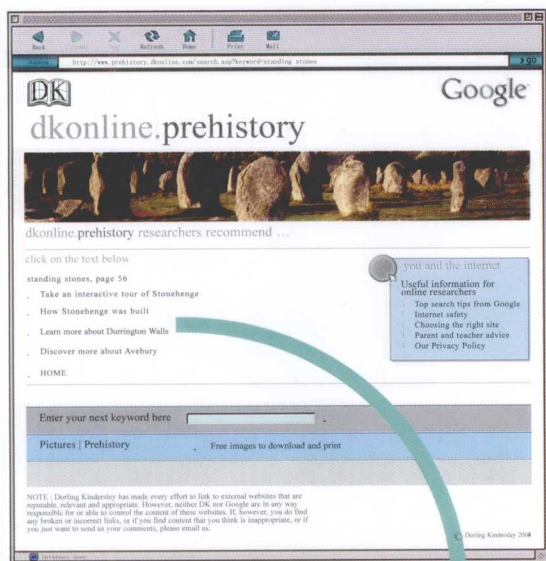 Back
Refresh
Home
Print
Mail
http://www.prehistory.dkonline.com/search.asp?keyword=standing stones
go
DK
Google
dkonline.prehistory
dkonline.prehistory researchers recommend ...
click on the text below
standing stones, page 56
Take an interactive tour of Stonehenge
How Stonehenge was built
Learn more about Durrington Walls
Discover more about Avebury
HOME
you and the internet
Useful information for
online researchers
Top search tips from Google
Internet safety
Choosing the right site
Parent and teacher advice
Our Privacy Policy
Enter your next keyword here
Pictures | Prehistory
Free images to download and print
NOTE : Dorling Kindersley has made every effort to link to external websites that are
reputable, relevant and appropriate. However, neither DK nor Google are in any way
responsible for or able to control the content of these websites. If, however, you do find
any broken or incorrect links, or if you find content that you think is inappropriate, or if
you just want to send us your comments, please email us.
© Dorling Kindersley 2008
Internet zone